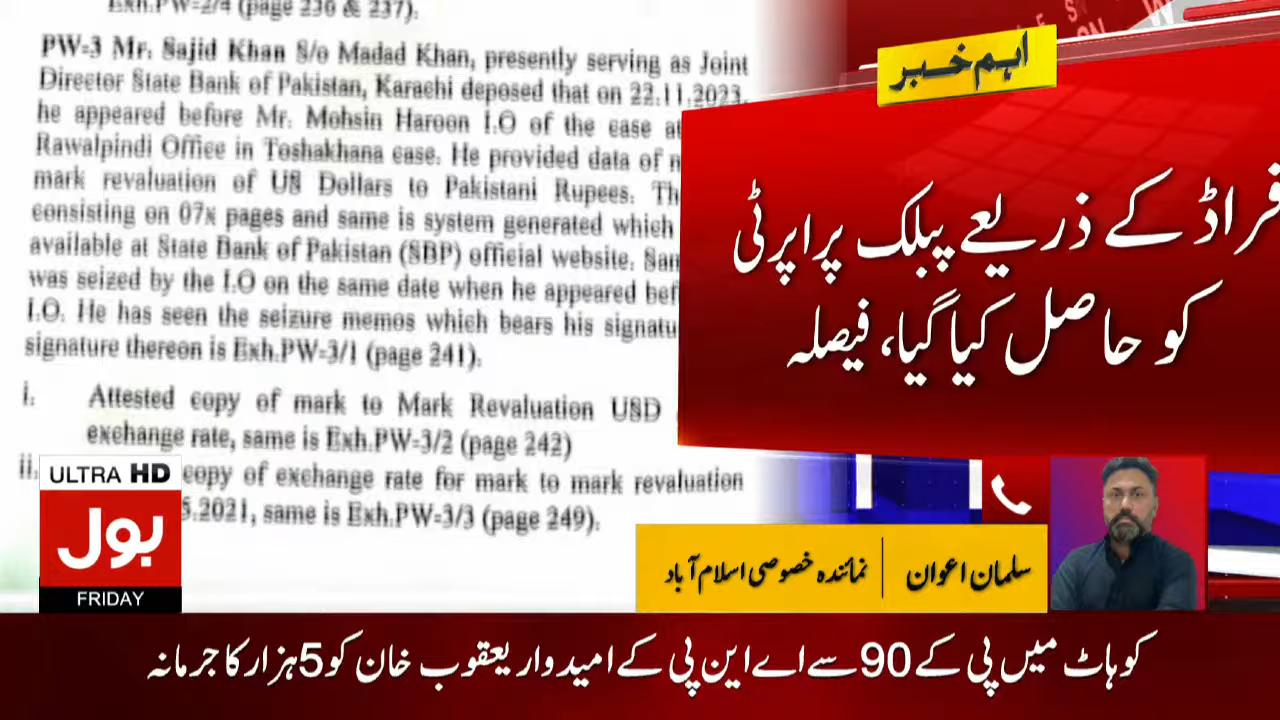 Exh.PW-2/4 (page 236 & 237).
PW-3 Mr. Sajid Khan S/o Madad Khan, presently serving as Joint
Director State Bank of Pakistan, Karachi deposed that on 22.11.2023,
he appeared before Mr. Mohsin Haroon I.O of the case at
Rawalpindi Office in Toshakhana case. He provided data of
mark revaluation of US Dollars to Pakistani Rupees.
consisting on 07x pages and same is system generated which
available at State Bank of Pakistan (SBP) official website.
was seized by the I.O on the same date when he appeared
I.O. He has seen the seizure memos which bears his
signature thereon is Exh.PW-3/1 (page 241).
i. Attested copy of mark to Mark Revaluation USD
exchange rate, same is Exh.PW-3/2 (page 242)
ii. copy of exchange rate for mark to mark revaluation
5.2021, same is Exh.PW-3/3 (page 249).
اہم خبر
فراڈ کے ذریعے پبلک پراپرٹی
کو حاصل کیا گیا، فیصلہ
ULTRA HD
بول
FRIDAY
سلمان اعوان
نمائندہ خصوصی اسلام آباد
کوہاٹ میں پی کے 90 سے اے این پی کے امیدوار یعقوب خان کو 5 ہزار کا جرمانہ